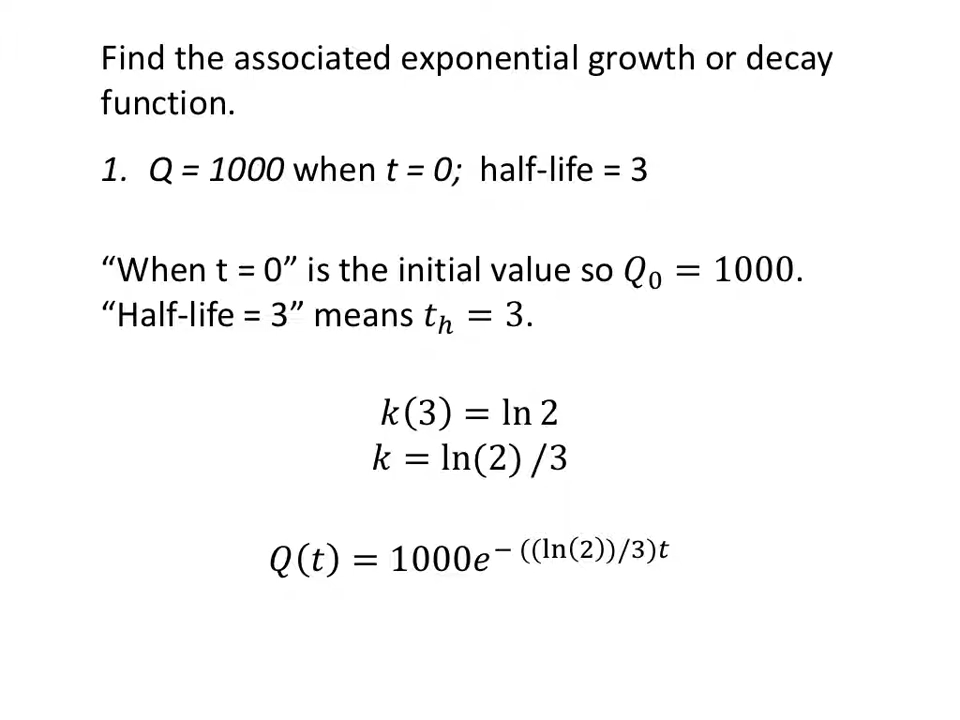 Find the associated exponential growth or decay
function.
1. Q = 1000 when t = 0; half-life = 3
“When t = 0” is the initial value so Q₀ = 1000.
“Half-life = 3” means tₕ = 3.
k(3) = ln 2
k = ln(2) /3
Q(t) = 1000e^− ((ln(2))/3)t